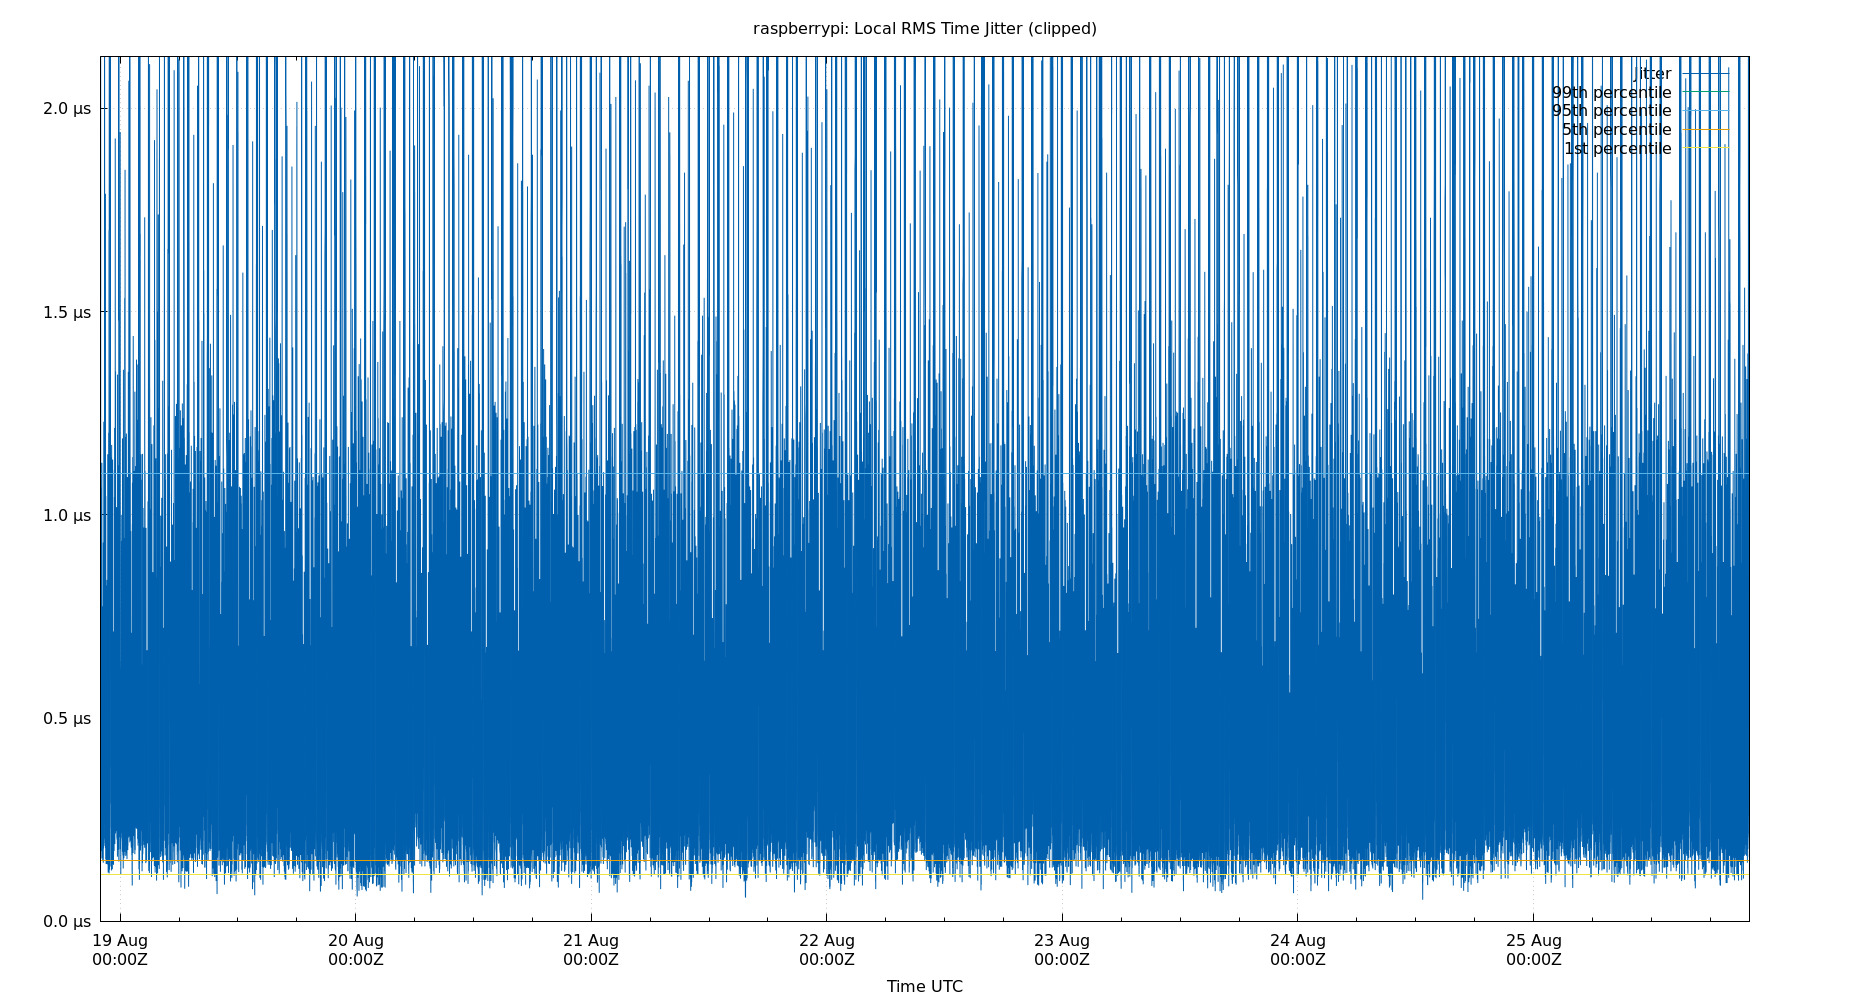 raspberrypi: Local RMS Time Jitter (clipped)
jitter
99th percentile
95th percentile
5th percentile
1st percentile
2.0 µs
1.5 µs
1.0 µs
0.5 µs
0.0 µs
19 Aug 20 Aug 21 Aug 22 Aug 23 Aug 24 Aug 25 Aug
00:00Z 00:00Z 00:00Z 00:00Z 00:00Z 00:00Z 00:00Z
Time UTC